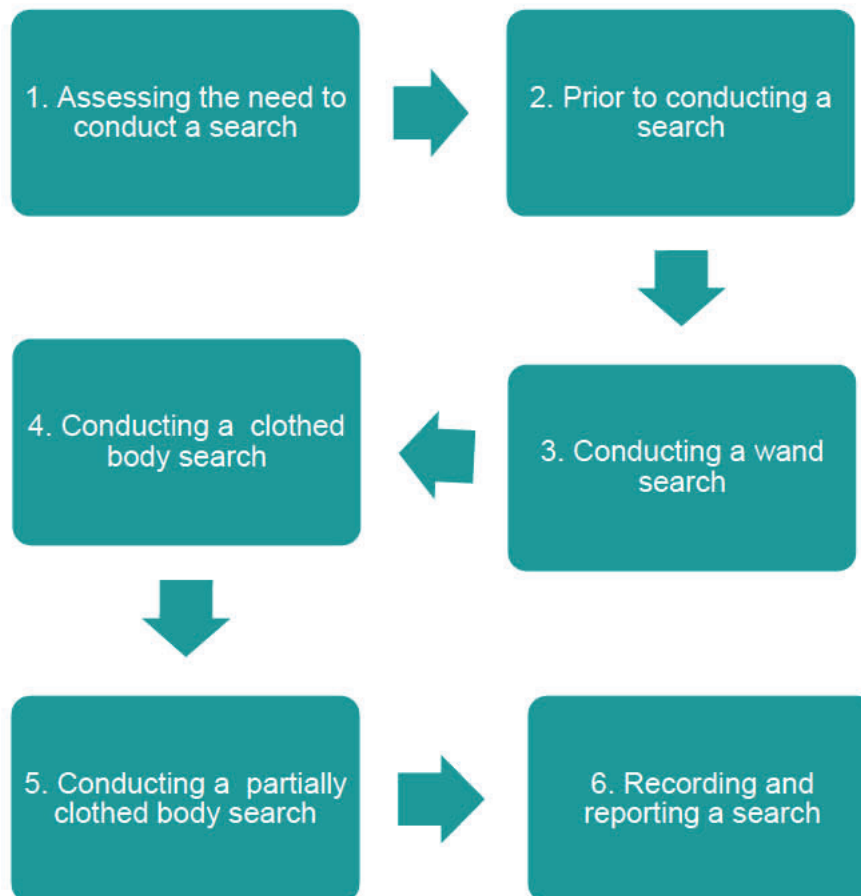 1. Assessing the need to
conduct a search
2. Prior to conducting a
search
3. Conducting a wand
search
4. Conducting a  clothed
body search
5. Conducting a  partially
clothed body search
6. Recording and
reporting a search